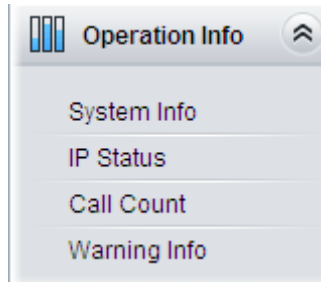 Operation Info
System Info
IP Status
Call Count
Warning Info